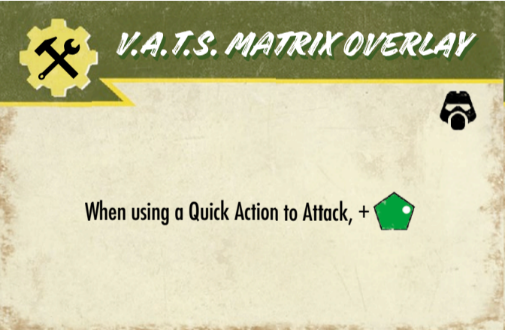 V.A.T.S. MATRIX OVERLAY
When using a Quick Action to Attack, +